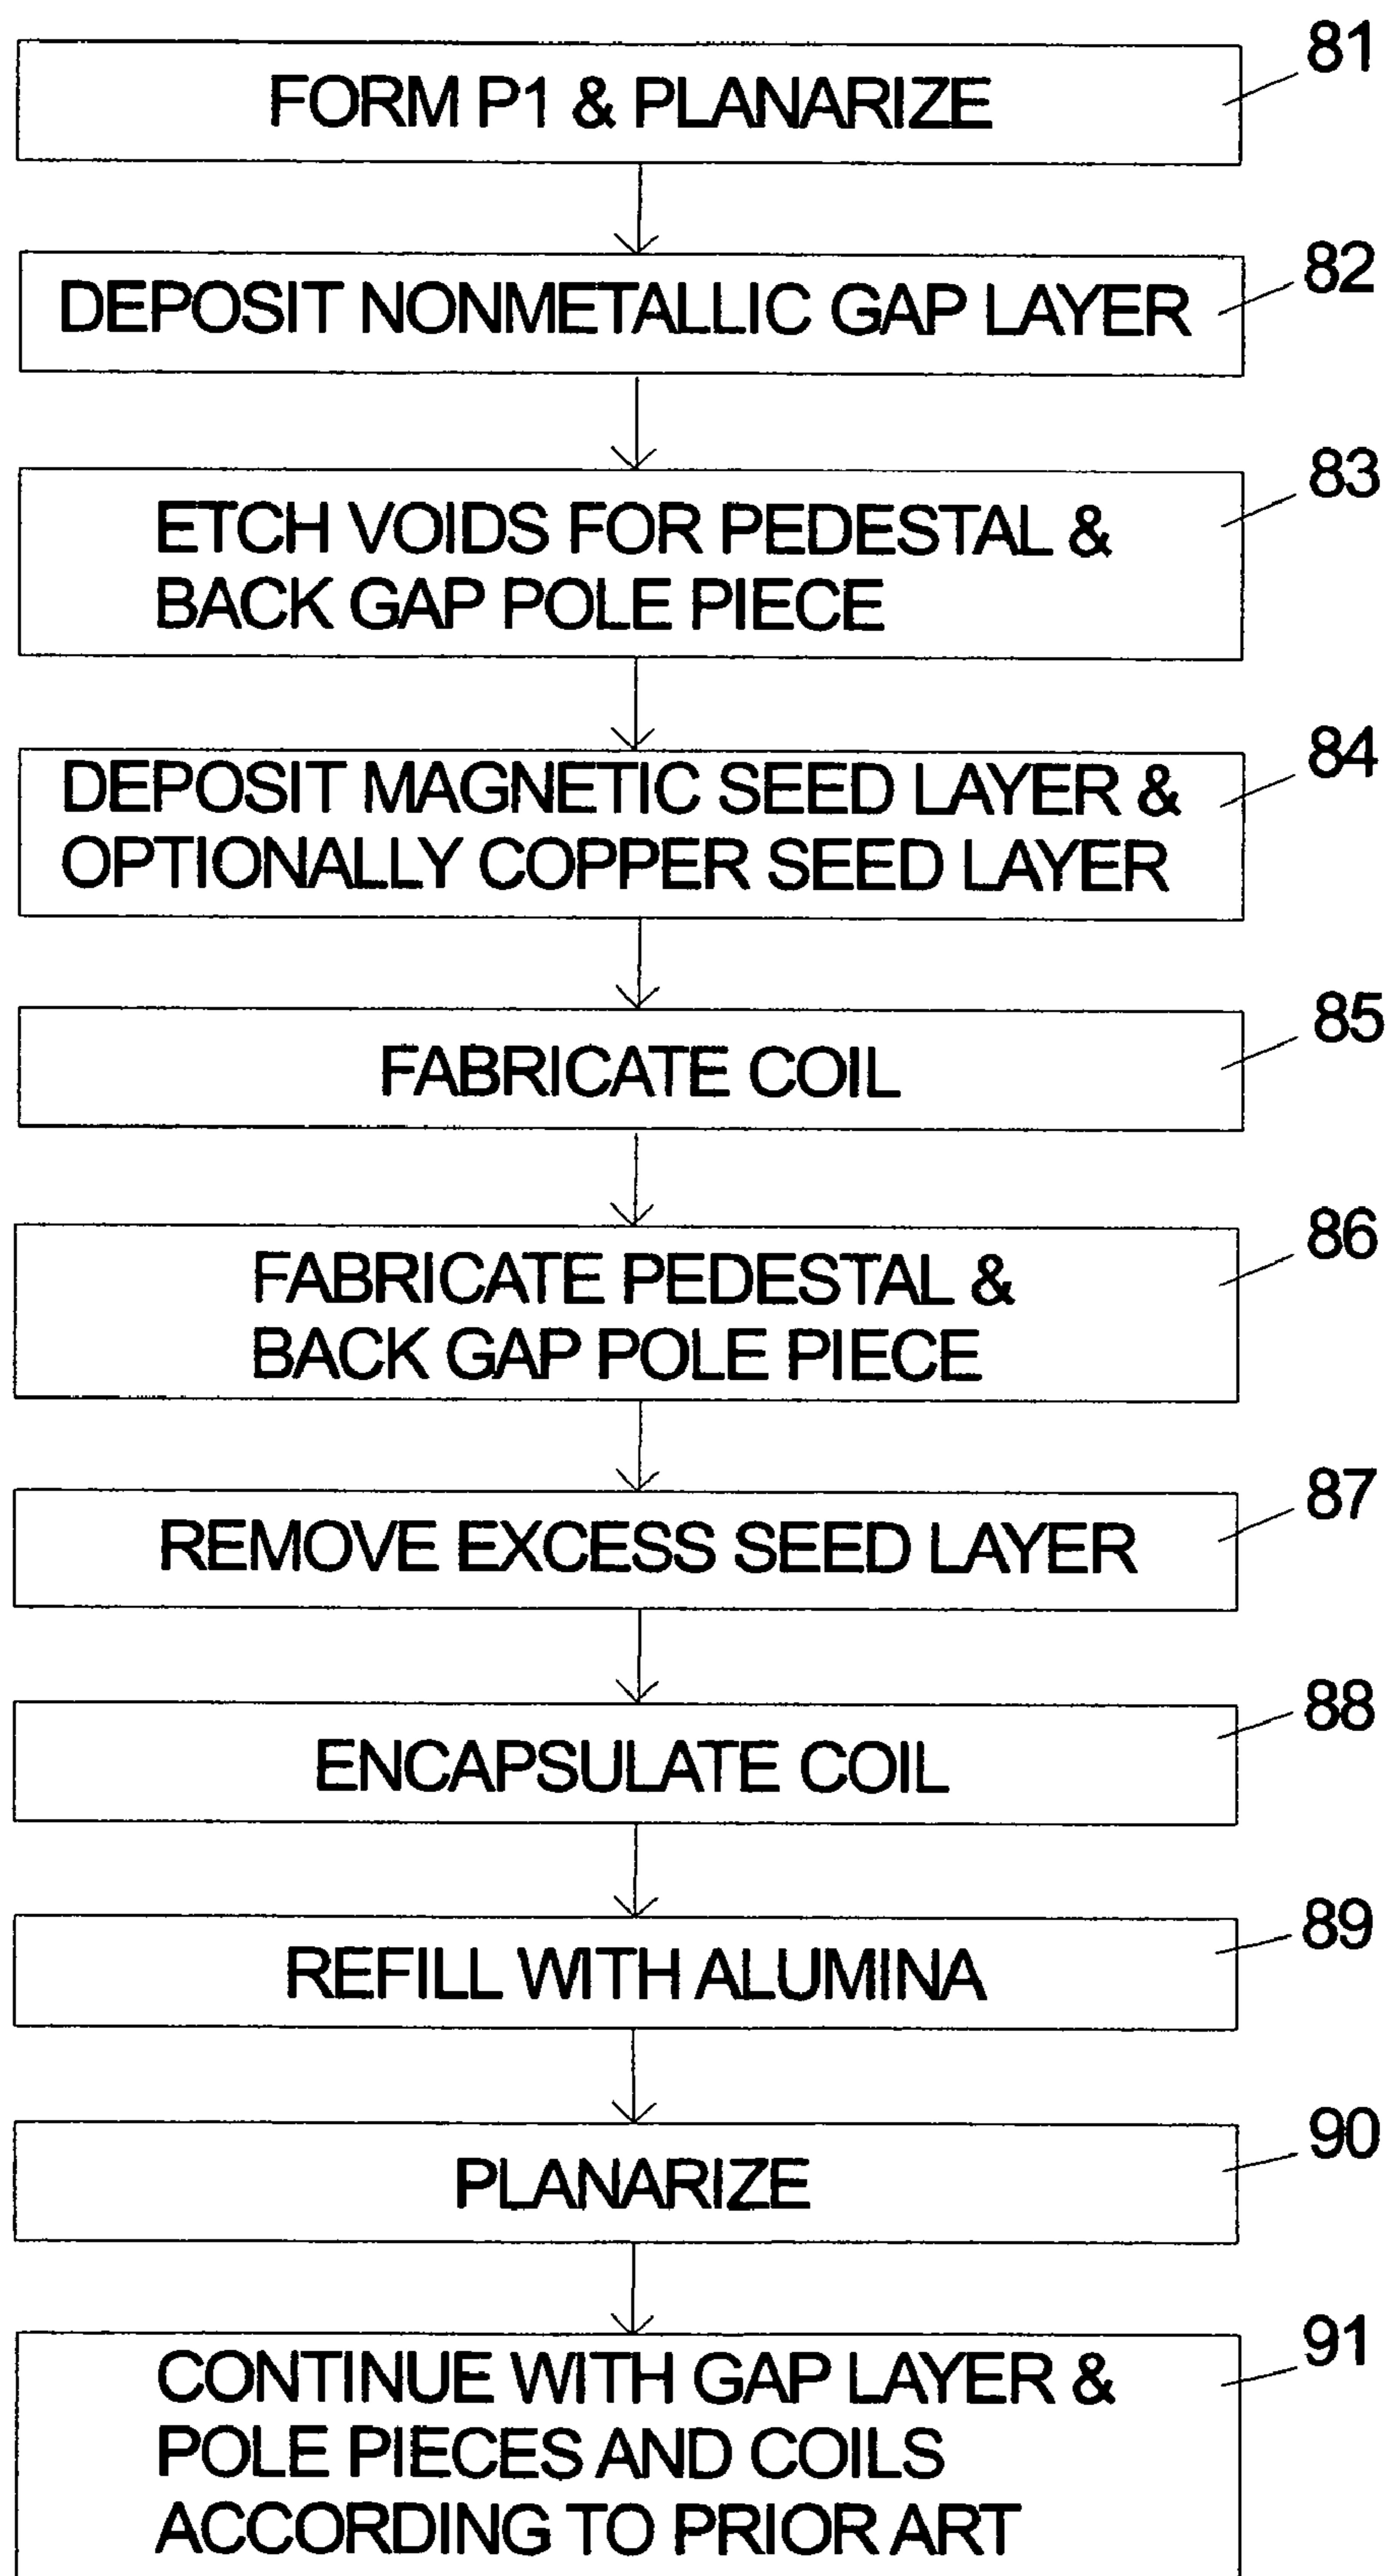 81
FORM P1 & PLANARIZE
82
DEPOSIT NONMETALLIC GAP LAYER
83
ETCH VOIDS FOR PEDESTAL &
BACK GAP POLE PIECE
84
DEPOSIT MAGNETIC SEED LAYER &
OPTIONALLY COPPER SEED LAYER
85
FABRICATE COIL
86
FABRICATE PEDESTAL &
BACK GAP POLE PIECE
87
REMOVE EXCESS SEED LAYER
88
ENCAPSULATE COIL
89
REFILL WITH ALUMINA
90
PLANARIZE
91
CONTINUE WITH GAP LAYER &
POLE PIECES AND COILS
ACCORDING TO PRIOR ART